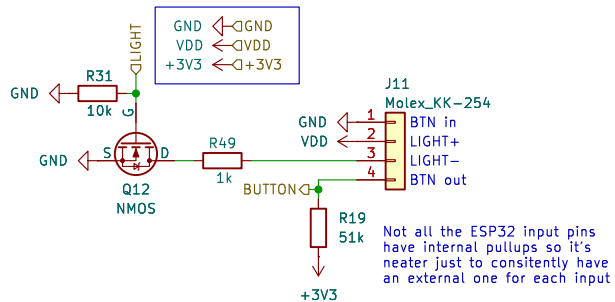 GND GND
VDD VDD
+3V3 +3V3
LIGHT
R31
GND
10k
G
GND
S
D
Q12
NMOS
R49
1k
J11
Molex_KK-254
GND 1 BTN in
VDD 2 LIGHT+
3 LIGHT-
4 BTN out
BUTTON
R19
51k
+3V3
Not all the ESP32 input pins
have internal pullups so it's
neater just to consitently have
an external one for each input